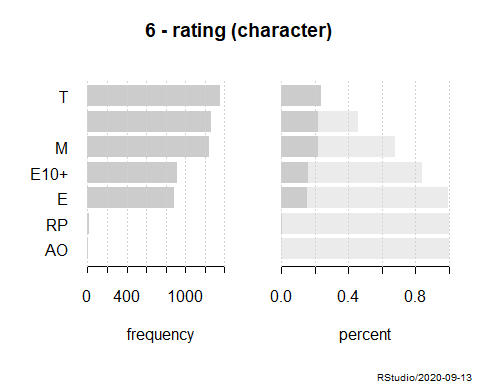 6 - rating (character)
T
M
E10+
E
RP
AO
0 400 1000
0.0 0.4 0.8
frequency percent
RStudio/2020-09-13